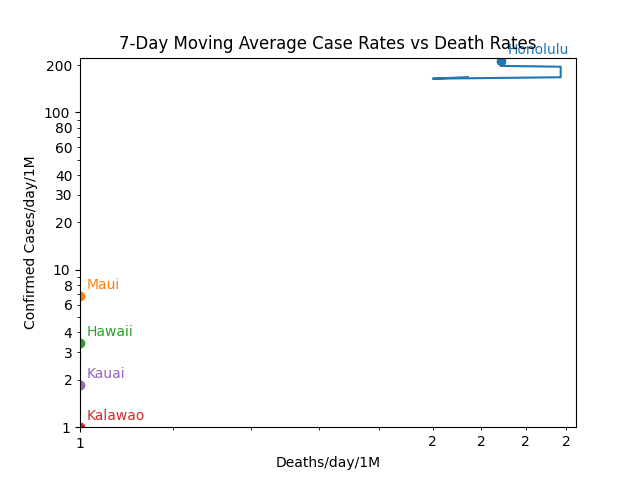 7-Day Moving Average Case Rates vs Death Rates
Honolulu
200
100
80
60
40
30
20
10
8
6
4
3
2
1
Confirmed Cases/day/1M
Maui
Hawaii
Kauai
Kalawao
1 2 2 2 2
Deaths/day/1M